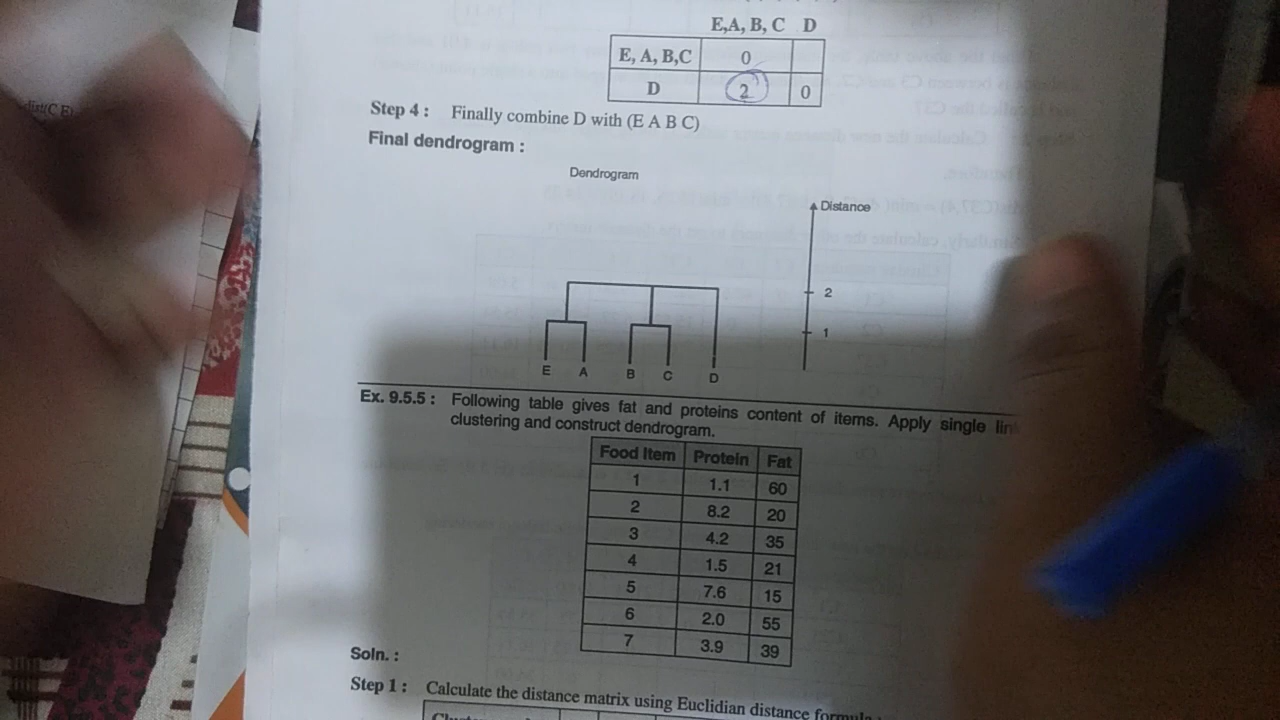 E,A, B, C D
E, A, B,C 0
D 2 0
Step 4 : Finally combine D with (E A B C)
Final dendrogram :
Dendrogram
Distance
2
1
E A B C D
Ex. 9.5.5 : Following table gives fat and proteins content of items. Apply single
clustering and construct dendrogram.
Food Item Protein Fat
1 1.1 60
2 8.2 20
3 4.2 35
4 1.5 21
5 7.6 15
6 2.0 55
7 3.9 39
Soln. :
Step 1 : Calculate the distance matrix using Euclidian distance formula